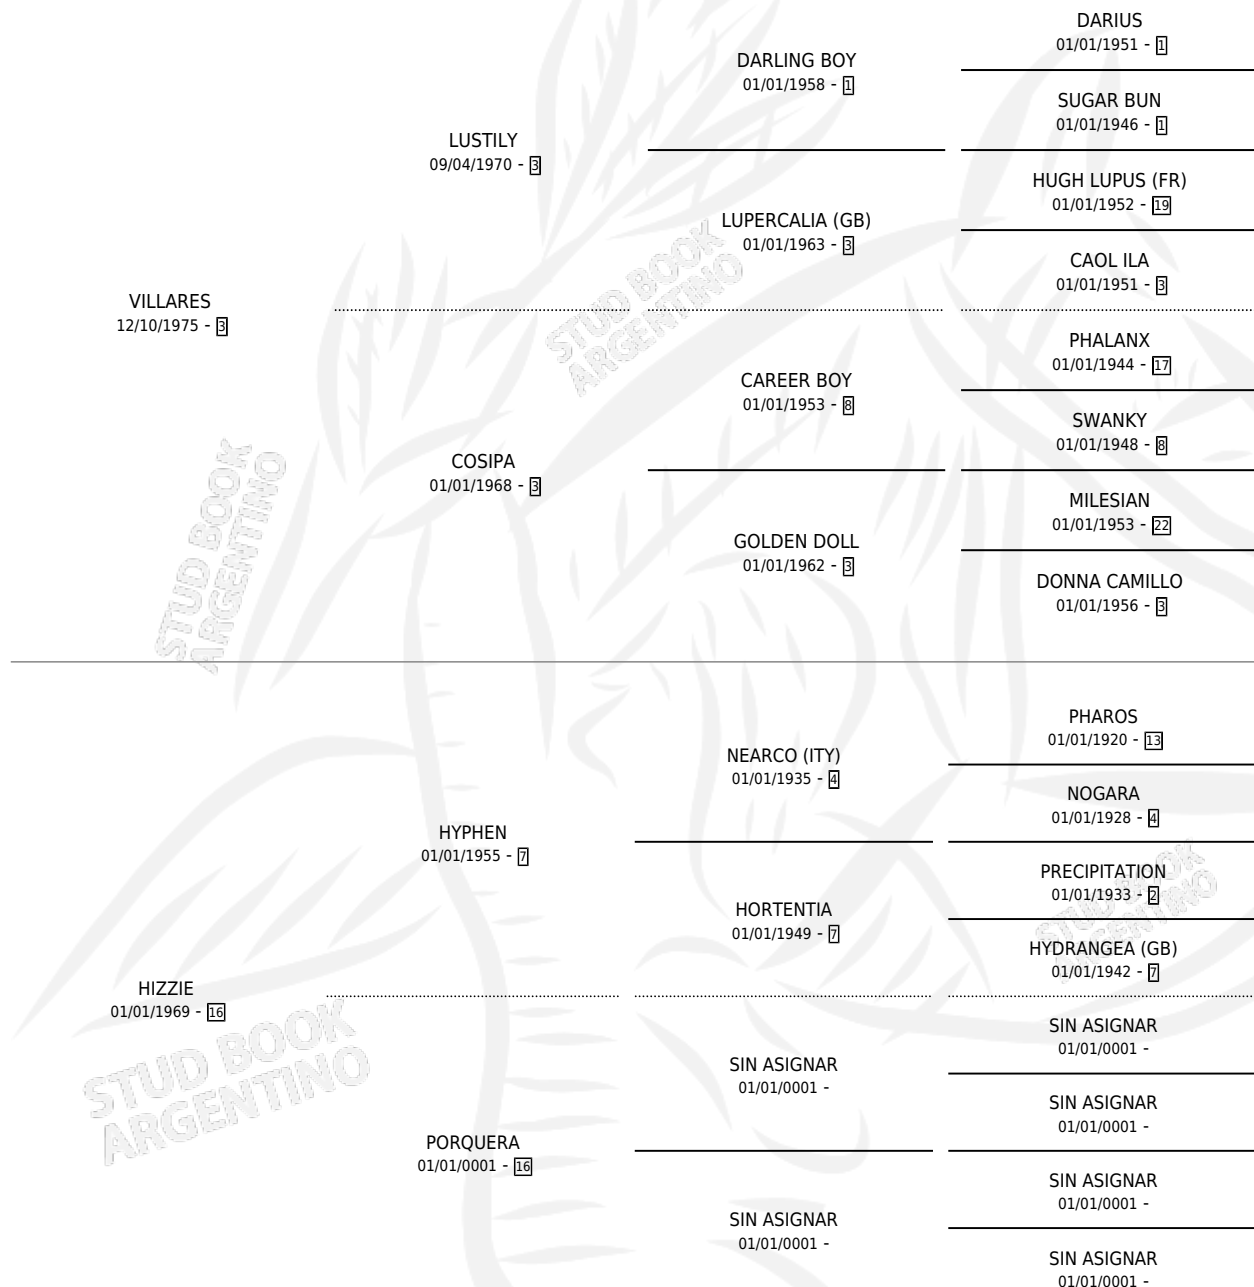 DARIUS
01/01/1951 - 1
DARLING BOY
01/01/1958 - 1
SUGAR BUN
01/01/1946 - 1
LUSTILY
09/04/1970 - 3
HUGH LUPUS (FR)
01/01/1952 - 19
LUPERCALIA (GB)
01/01/1963 - 3
CAOL ILA
01/01/1951 - 3
VILLARES
12/10/1975 - 3
PHALANX
01/01/1944 - 17
CAREER BOY
01/01/1953 - 8
SWANKY
01/01/1948 - 8
COSIPA
01/01/1968 - 3
MILESIAN
01/01/1953 - 22
GOLDEN DOLL
01/01/1962 - 3
DONNA CAMILLO
01/01/1956 - 3
PHAROS
01/01/1920 - 13
NEARCO (ITY)
01/01/1935 - 4
NOGARA
01/01/1928 - 4
HYPHEN
01/01/1955 - 7
PRECIPITATION
01/01/1933 - 2
HORTENTIA
01/01/1949 - 7
HYDRANGEA (GB)
01/01/1942 - 7
HIZZIE
01/01/1969 - 16
SIN ASIGNAR
01/01/0001 -
SIN ASIGNAR
01/01/0001 -
SIN ASIGNAR
01/01/0001 -
PORQUERA
01/01/0001 - 16
SIN ASIGNAR
01/01/0001 -
SIN ASIGNAR
01/01/0001 -
SIN ASIGNAR
01/01/0001 -
STUD BOOK
ARGENTINO
STUD BOOK
ARGENTINO
STUD BOOK
ARGENTINO
STUD BOOK
ARGENTINO